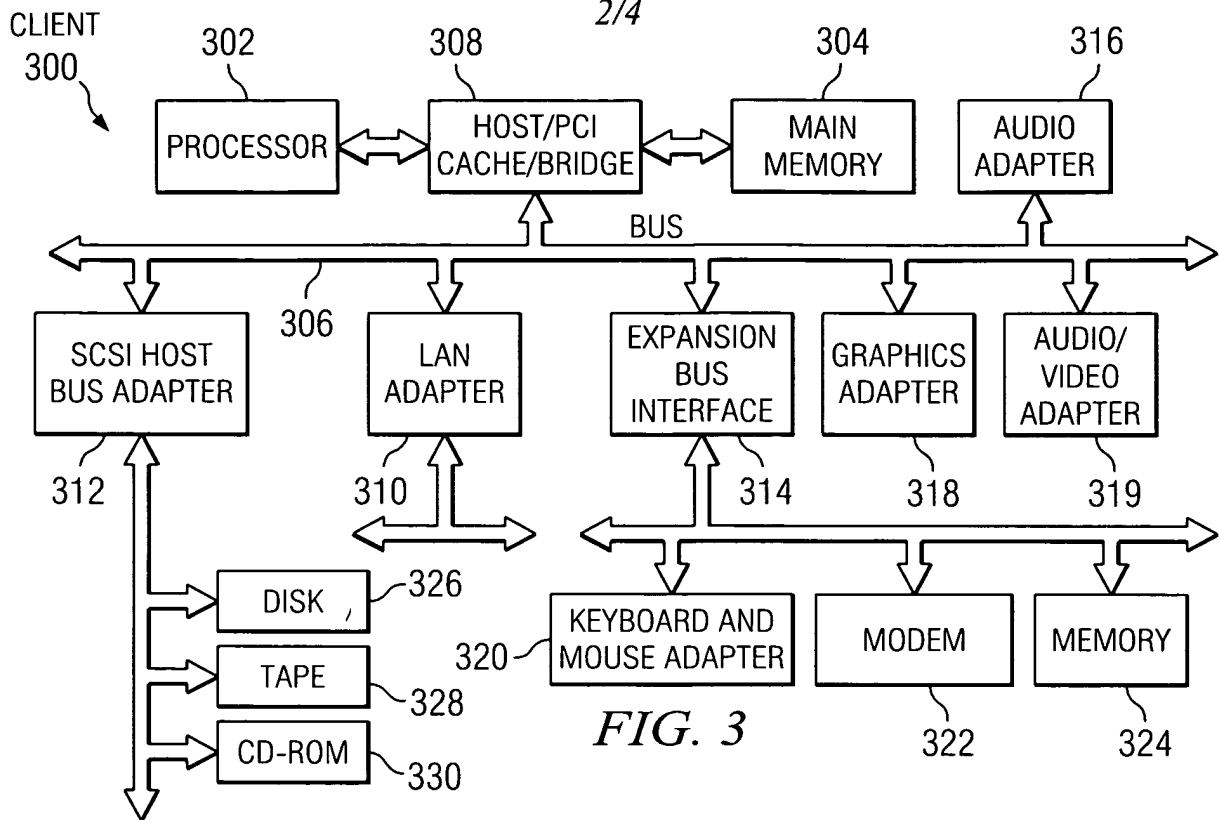 2/4
CLIENT
300
302
308
304
316
PROCESSOR
HOST/PCI
CACHE/BRIDGE
MAIN
MEMORY
AUDIO
ADAPTER
BUS
306
SCSI HOST
BUS ADAPTER
LAN
ADAPTER
EXPANSION
BUS
INTERFACE
GRAPHICS
ADAPTER
AUDIO/
VIDEO
ADAPTER
312
310
314
318
319
DISK
326
TAPE
328
CD-ROM
330
320
KEYBOARD AND
MOUSE ADAPTER
MODEM
MEMORY
322
324
FIG. 3